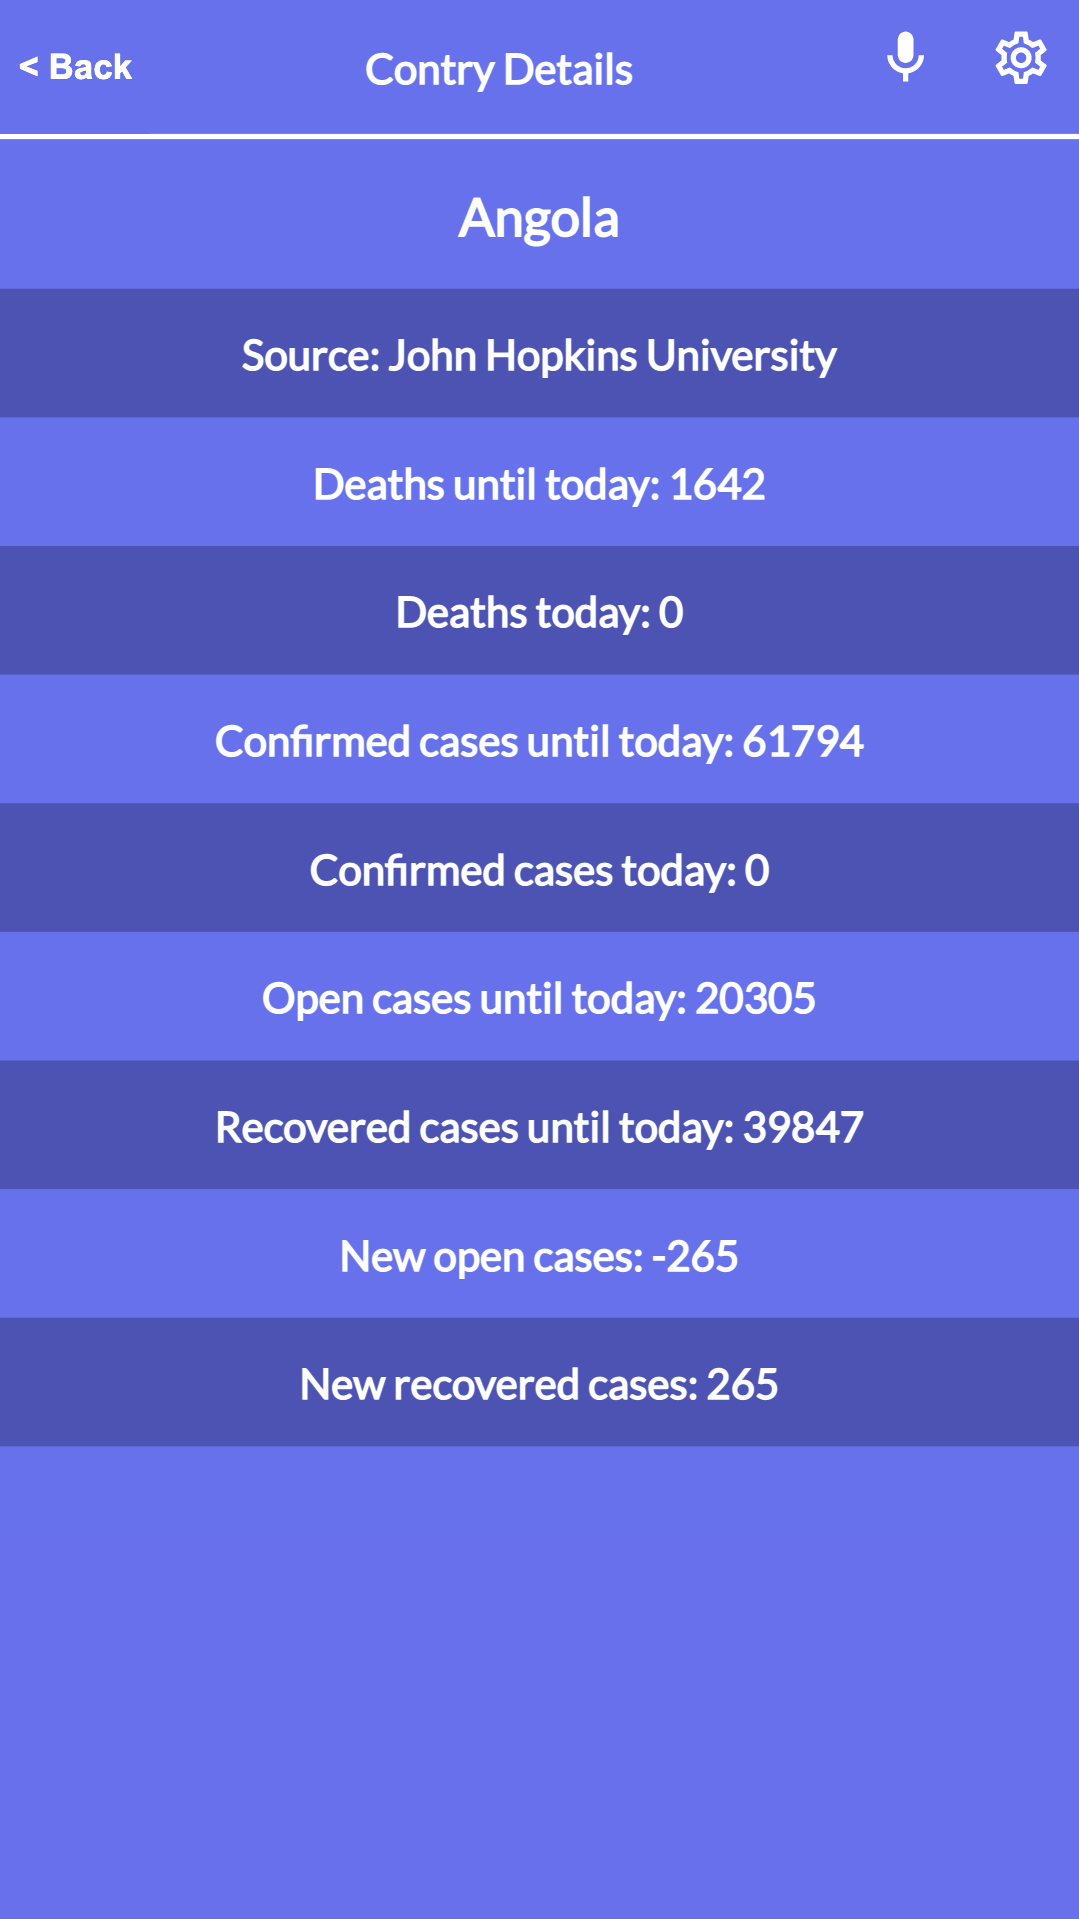 < Back
Contry Details
Angola
Source: John Hopkins University
Deaths until today: 1642
Deaths today: 0
Confirmed cases until today: 61794
Confirmed cases today: 0
Open cases until today: 20305
Recovered cases until today: 39847
New open cases: -265
New recovered cases: 265